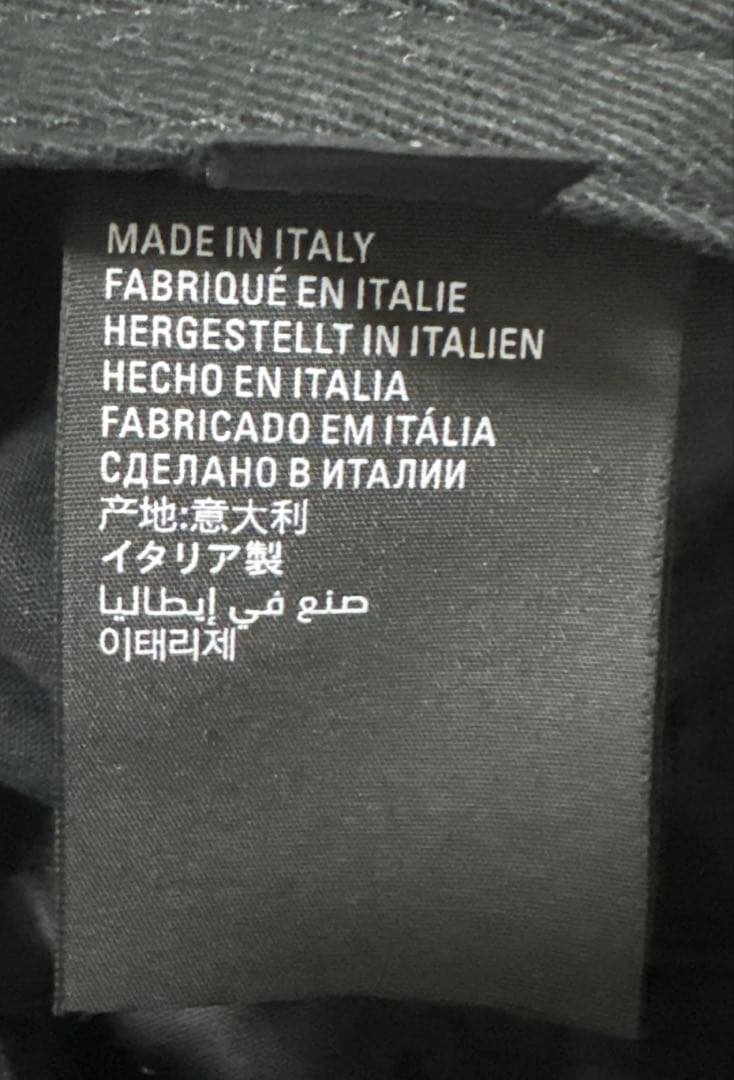 MADE IN ITALY
FABRIQUÉ EN ITALIE
HERGESTELLT IN ITALIEN
HECHO EN ITALIA
FABRICADO EM ITÁLIA
СДЕЛАНО В ИТАЛИИ
产地:意大利
イタリア製
صنع في إيطاليا
이태리제